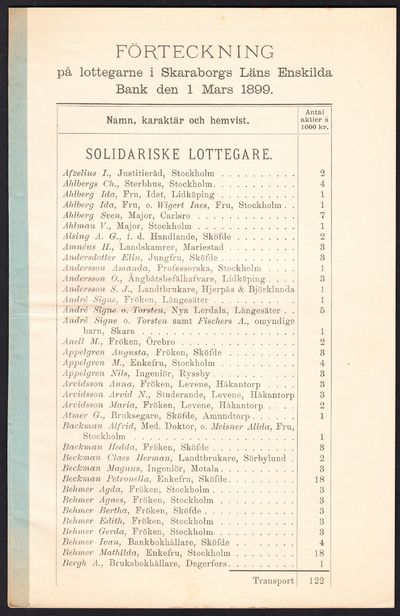 FÖRTECKNING
på lottegarne i Skaraborgs Läns Enskilda
Bank den 1 Mars 1899.
Namn, karaktär och hemvist.
Antal
aktier à
1000 kr.
SOLIDARISKE LOTTEGARE.
Afzelius I., Justitieråd, Stockholm . . . . . . . . . . 2
Ahlbergs Ch., Sterbhus, Stockholm. . . . . . . . . . . 4
Ahlberg Ida, Fru, Idet, Lidköping . . . . . . . . . . 1
Ahlberg Ida, Fru, o. Wigert Ines, Fru, Stockholm . . 1
Ahlberg Sven, Major, Carlsro . . . . . . . . . . . . 7
Ahlman V., Major, Stockholm . . . . . . . . . . . . 1
Alsing A. G., f. d. Handlande, Sköfde . . . . . . . . 2
Amnéus H., Landskamrer, Mariestad . . . . . . . . . 3
Andersdotter Elin, Jungfru, Sköfde . . . . . . . . . . 3
Andersson Amanda, Professorska, Stockholm . . . . 1
Andersson O., Ångbåtsbefälhafvare, Lidköping . . . . 3
Andersson S. J., Landtbrukare, Hjerpås & Björklunda 1
André Signe, Fröken, Långesäter . . . . . . . . . . . 1
André Signe o. Torsten, Nya Lerdala, Långesäter . . 5
André Signe o. Torsten samt Fischers A., omyndige
barn, Skara . . . . . . . . . . . . . . . . . . . 1
Anell M., Fröken, Örebro . . . . . . . . . . . . . . 2
Appelgren Augusta, Fröken, Sköfde . . . . . . . . . . 3
Appelgren M., Enkefru, Stockholm . . . . . . . . . . 4
Appelgren Nils, Ingeniör, Ryssby . . . . . . . . . . . 3
Arvidsson Anna, Fröken, Levene, Håkantorp . . . . 3
Arvidsson Arvid N., Studerande, Levene, Håkantorp 3
Arvidsson Maria, Fröken, Levene, Håkantorp . . . . 2
Atmer G., Bruksegare, Sköfde, Amundtorp . . . . . . 1
Backman Alfrid, Med. Doktor, o. Meisner Alida, Fru,
Stockholm . . . . . . . . . . . . . . . . . . . . 1
Backman Hedda, Fröken, Sköfde . . . . . . . . . . . 3
Beckman Claes Herman, Landtbrukare, Sörbylund . . 2
Beckman Magnus, Ingeniör, Motala . . . . . . . . . . 3
Beckman Petronella, Enkefru, Sköfde . . . . . . . . . 18
Behmer Agda, Fröken, Stockholm . . . . . . . . . . . 3
Behmer Agnes, Fröken, Stockholm . . . . . . . . . . 3
Behmer Bertha, Fröken, Sköfde . . . . . . . . . . . . 3
Behmer Edith, Fröken, Stockholm . . . . . . . . . . 3
Behmer Gerda, Fröken, Stockholm . . . . . . . . . . 3
Behmer Ivan, Bankbokhållare, Sköfde . . . . . . . . . 4
Behmer Mathilda, Enkefru, Stockholm . . . . . . . . 18
Bergh A., Bruksbokhållare, Degerfors . . . . . . . . . 1
Transport 122